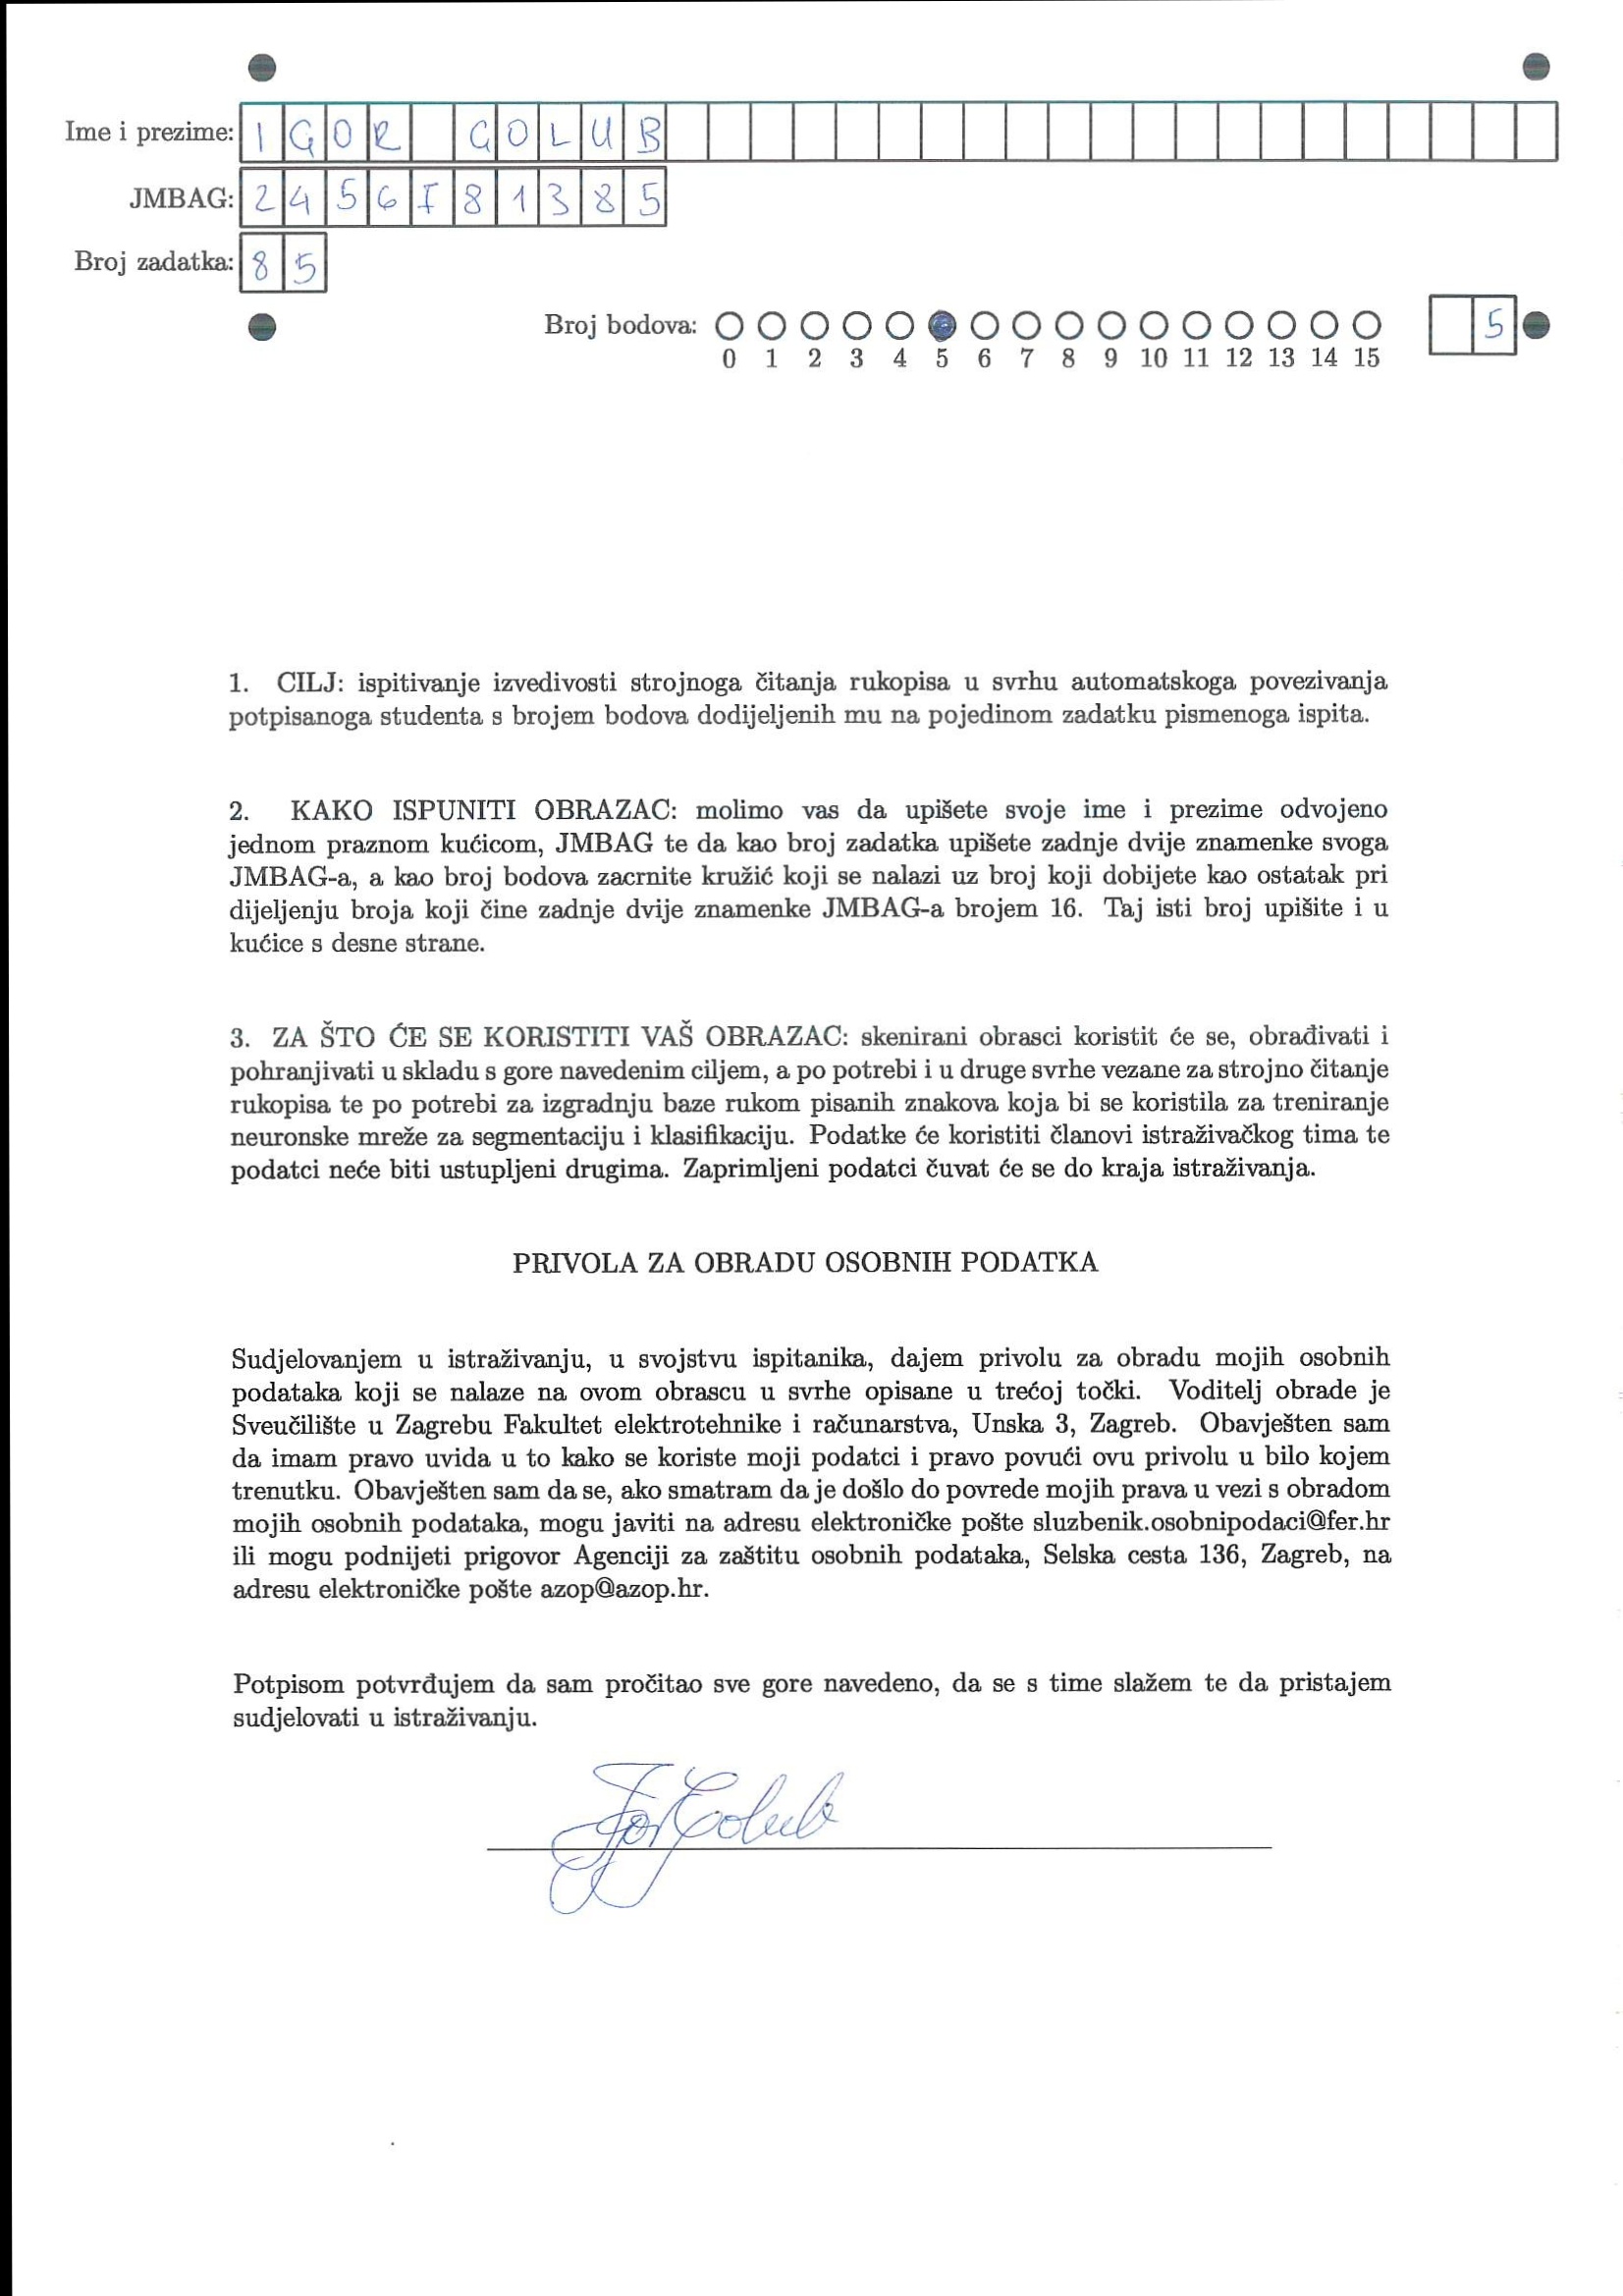 Ime i prezime: IGOR GOLUB
JMBAG: 2456781385
Broj zadatka: 85
Broj bodova: 5
0 1 2 3 4 5 6 7 8 9 10 11 12 13 14 15
1. CILJ: ispitivanje izvedivosti strojnoga čitanja rukopisa u svrhu automatskoga povezivanja
potpisanoga studenta s brojem bodova dodijeljenih mu na pojedinom zadatku pismenoga ispita.
2. KAKO ISPUNITI OBRAZAC: molimo vas da upišete svoje ime i prezime odvojeno
jednom praznom kućicom, JMBAG te da kao broj zadatka upišete zadnje dvije znamenke svoga
JMBAG-a, a kao broj bodova zacrnite kružić koji se nalazi uz broj koji dobijete kao ostatak pri
dijeljenju broja koji čine zadnje dvije znamenke JMBAG-a brojem 16. Taj isti broj upišite i u
kućice s desne strane.
3. ZA ŠTO ĆE SE KORISTITI VAŠ OBRAZAC: skenirani obrasci koristit će se, obrađivati i
pohranjivati u skladu s gore navedenim ciljem, a po potrebi i u druge svrhe vezane za strojno čitanje
rukopisa te po potrebi za izgradnju baze rukom pisanih znakova koja bi se koristila za treniranje
neuronske mreže za segmentaciju i klasifikaciju. Podatke će koristiti članovi istraživačkog tima te
podatci neće biti ustupljeni drugima. Zaprimljeni podatci čuvat će se do kraja istraživanja.
PRIVOLA ZA OBRADU OSOBNIH PODATKA
Sudjelovanjem u istraživanju, u svojstvu ispitanika, dajem privolu za obradu mojih osobnih
podataka koji se nalaze na ovom obrascu u svrhe opisane u trećoj točki. Voditelj obrade je
Sveučilište u Zagrebu Fakultet elektrotehnike i računarstva, Unska 3, Zagreb. Obavješten sam
da imam pravo uvida u to kako se koriste moji podatci i pravo povući ovu privolu u bilo kojem
trenutku. Obavješten sam da se, ako smatram da je došlo do povrede mojih prava u vezi s obradom
mojih osobnih podataka, mogu javiti na adresu elektroničke pošte sluzbenik.osobnipodaci@fer.hr
ili mogu podnijeti prigovor Agenciji za zaštitu osobnih podataka, Selska cesta 136, Zagreb, na
adresu elektroničke pošte azop@azop.hr.
Potpisom potvrđujem da sam pročitao sve gore navedeno, da se s time slažem te da pristajem
sudjelovati u istraživanju.
Igor Golub